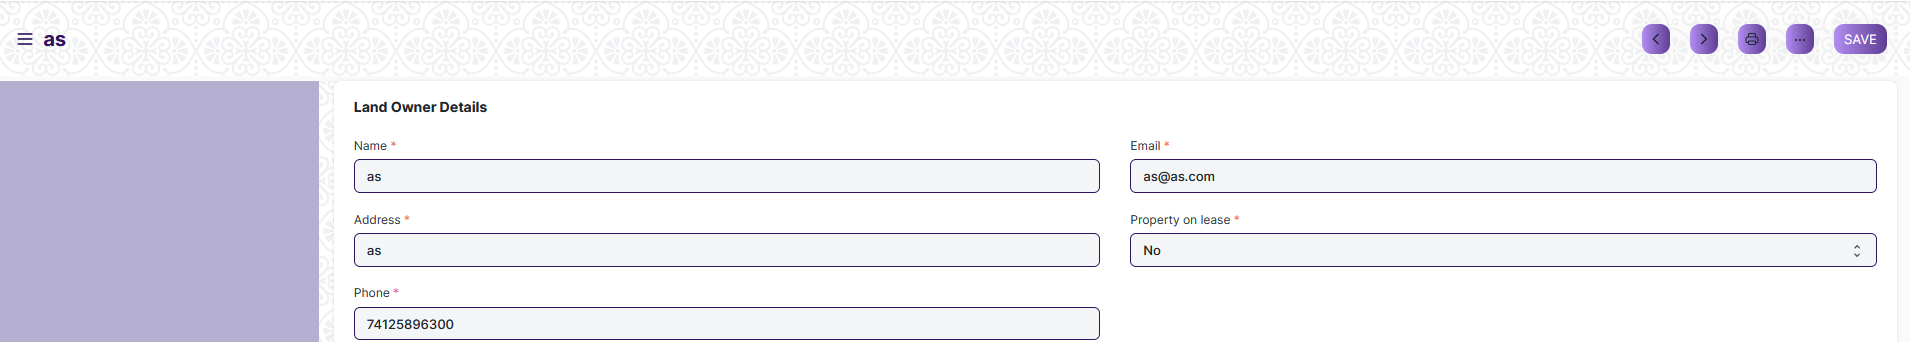 as
SAVE
Land Owner Details
Name *
Email *
as
as@as.com
Address *
Property on lease *
as
No
Phone *
74125896300